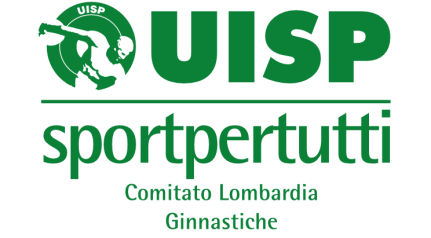 UISP
UISP
sportpertutti
Comitato Lombardia
Ginnastiche